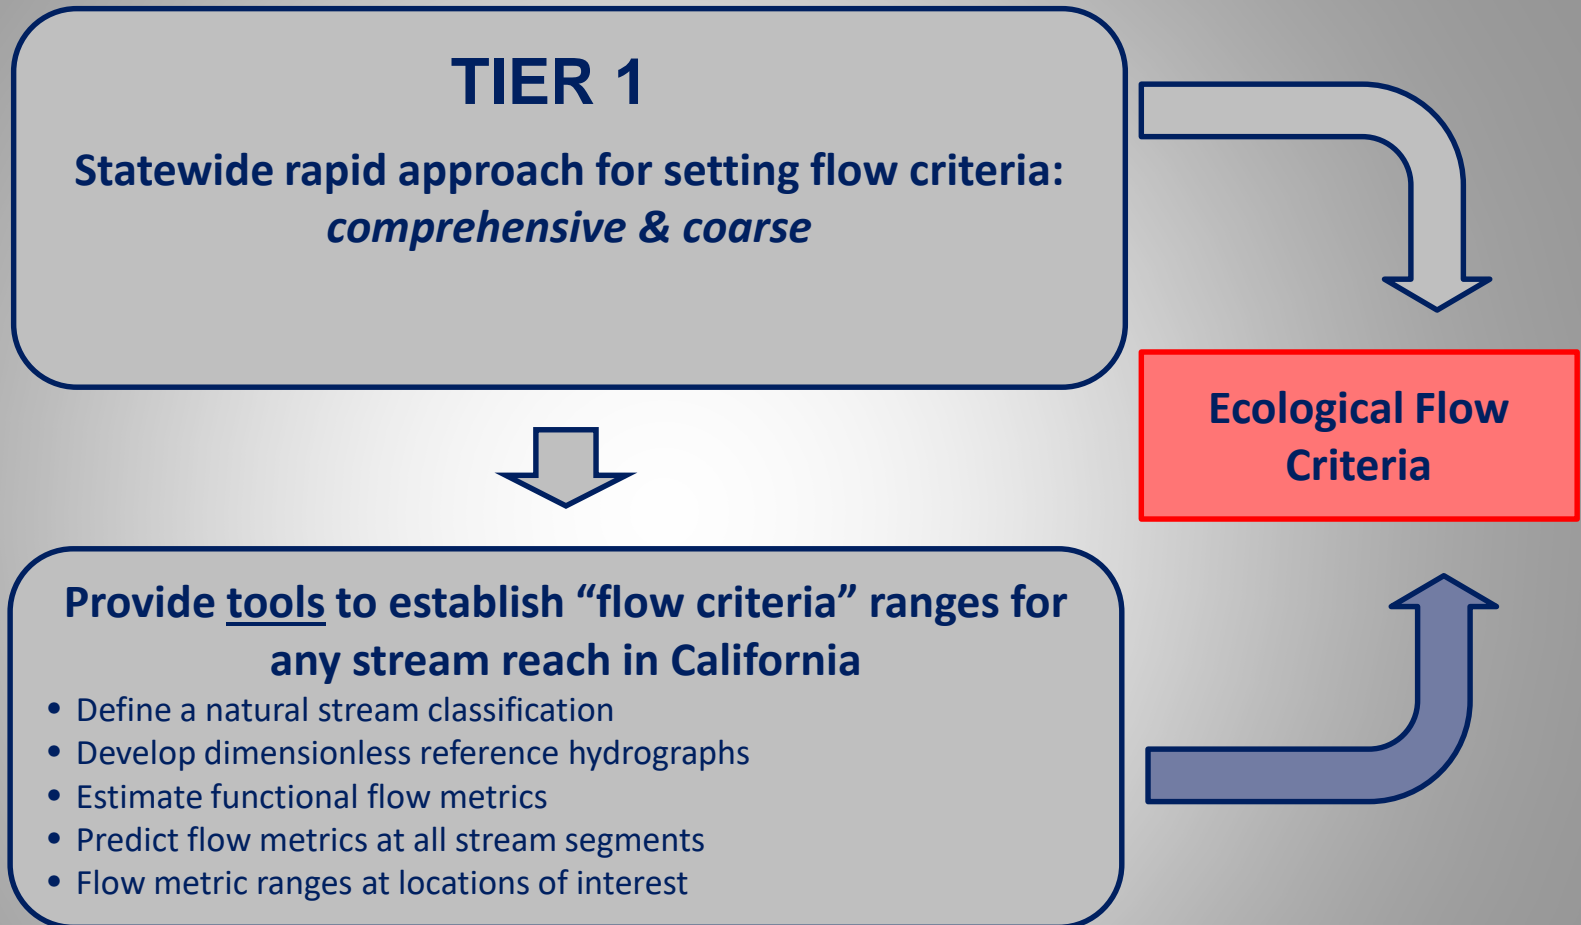 TIER 1
Statewide rapid approach for setting flow criteria:
comprehensive & coarse
Ecological Flow
Criteria
Provide tools to establish “flow criteria” ranges for
any stream reach in California
• Define a natural stream classification
• Develop dimensionless reference hydrographs
• Estimate functional flow metrics
• Predict flow metrics at all stream segments
• Flow metric ranges at locations of interest